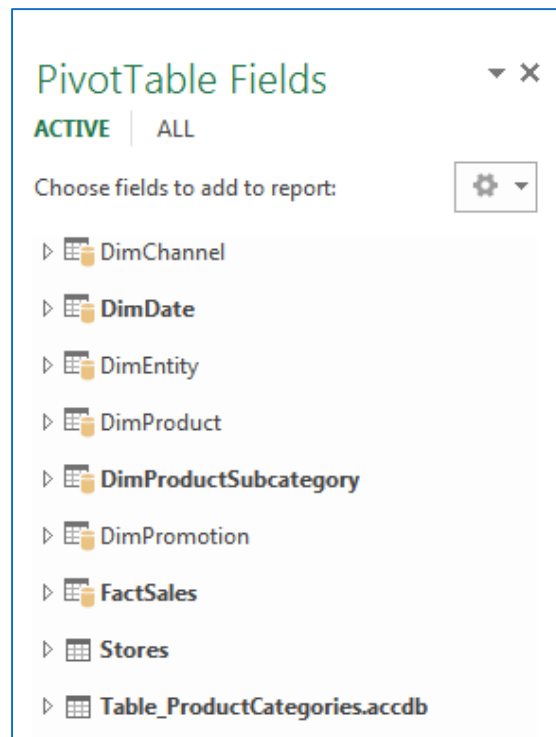 PivotTable Fields
ACTIVE ALL
Choose fields to add to report:
DimChannel
DimDate
DimEntity
DimProduct
DimProductSubcategory
DimPromotion
FactSales
Stores
Table_ProductCategories.accdb